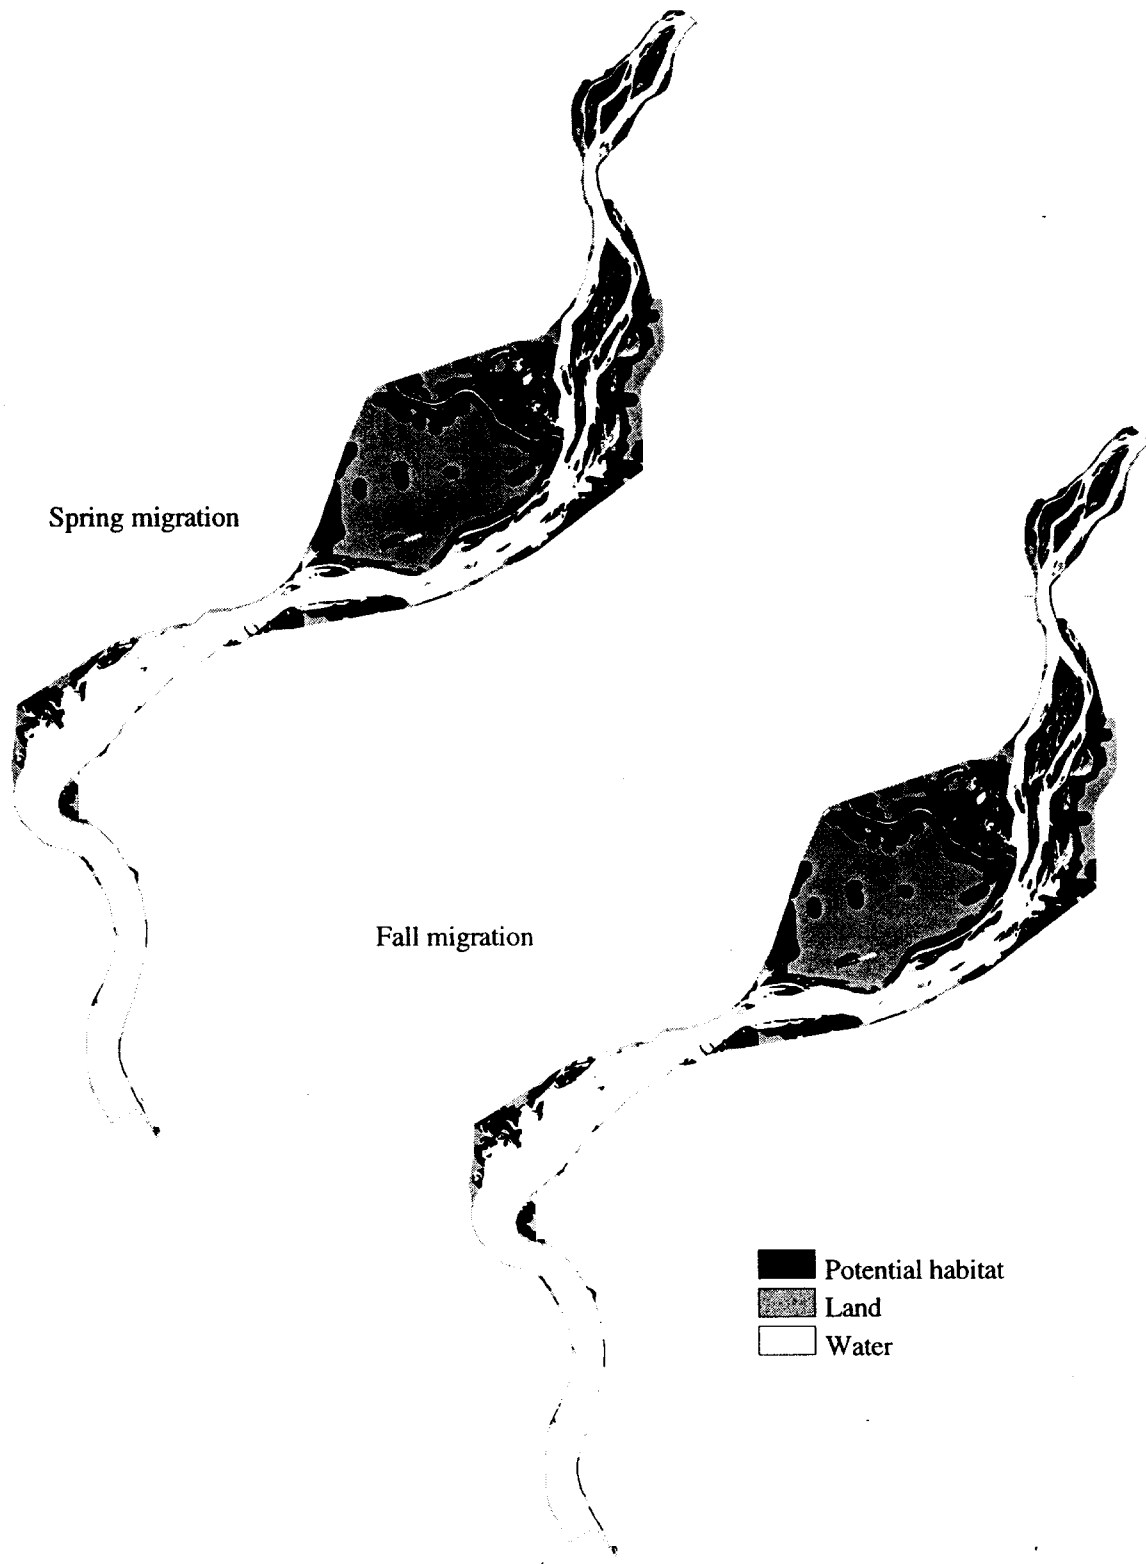 Spring migration
Fall migration
Potential habitat
Land
Water